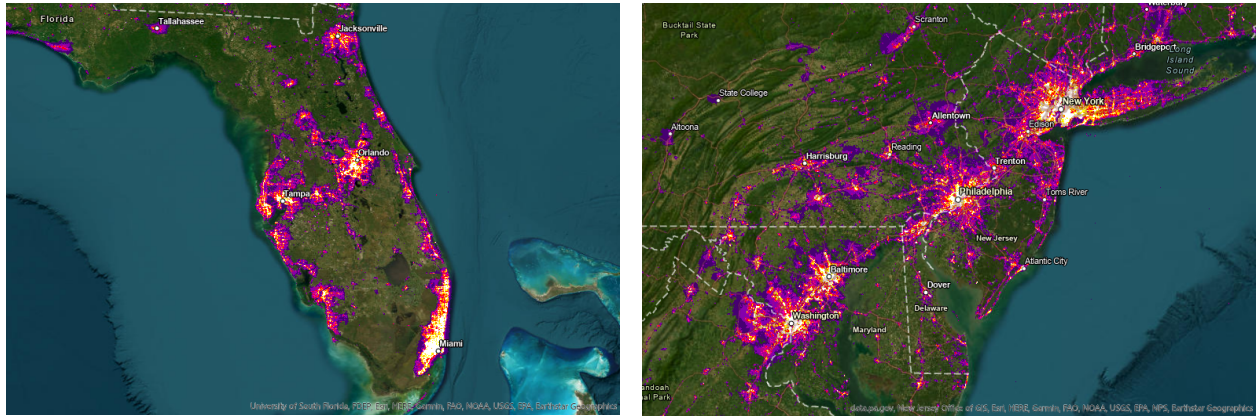 Florida
Tallahassee
Jacksonville
Orlando
Tampa
Miami
University of South Florida, FDEP, Esri, HERE, Garmin, FAO, NOAA, USGS, EPA, Earthstar Geographics
Bucktail State
Park
Scranton
Waterbury
Bridgeport
Long
Island
Sound
State College
New York
Altoona
Allentown
Edison
Reading
Harrisburg
Trenton
Philadelphia
Toms River
New Jersey
Atlantic City
Baltimore
Dover
Delaware
Washington
Maryland
andoah
al Park
data.pa.gov, New Jersey Office of GIS, Esri, HERE, Garmin, FAO, NOAA, USGS, EPA, NPS, Earthstar Geographics